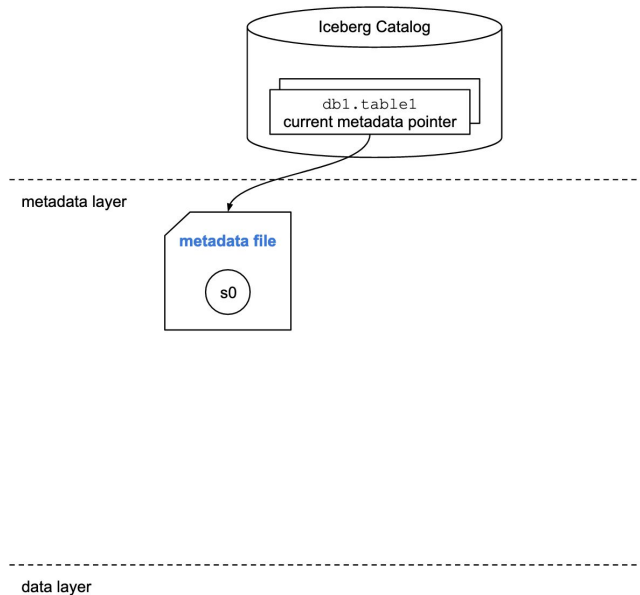 Iceberg Catalog
db1.table1
current metadata pointer
metadata layer
metadata file
s0
data layer